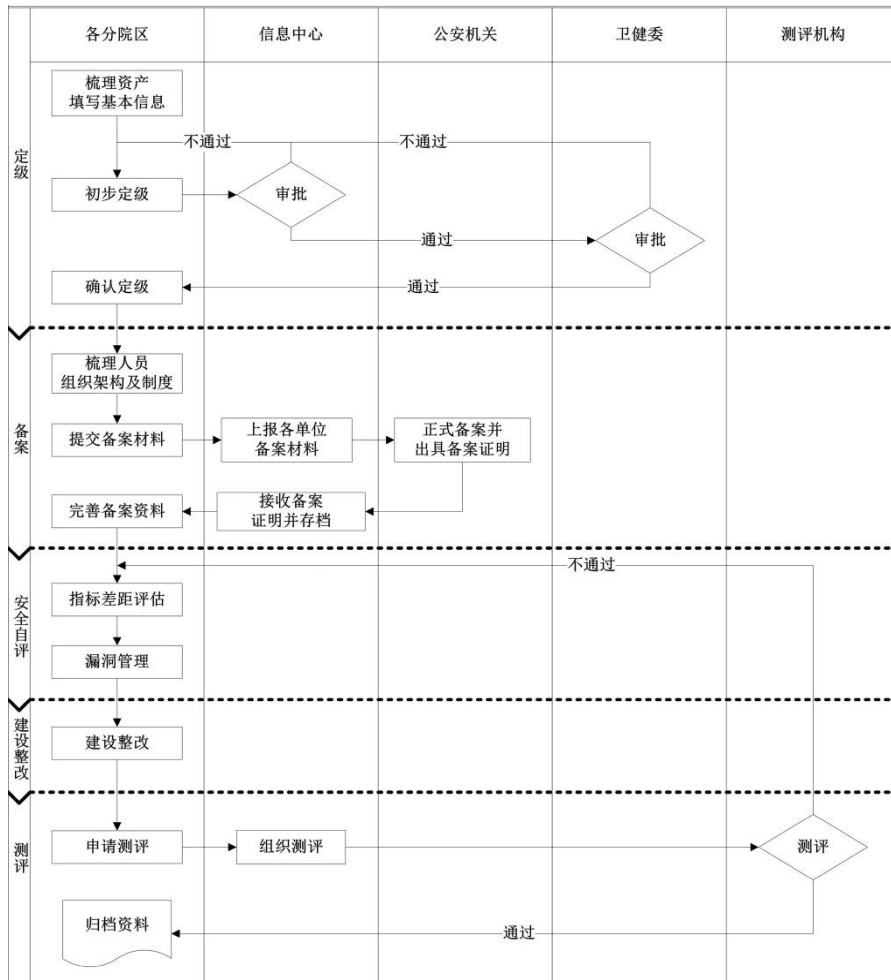 各分院区
信息中心
公安机关
卫健委
测评机构
定级
梳理资产
填写基本信息
不通过
不通过
初步定级
审批
通过
审批
确认定级
通过
备案
梳理人员
组织架构及制度
提交备案材料
上报各单位
备案材料
正式备案并
出具备案证明
完善备案资料
接收备案
证明并存档
安全自评
不通过
指标差距评估
漏洞管理
建设整改
建设整改
测评
申请测评
组织测评
测评
归档资料
通过